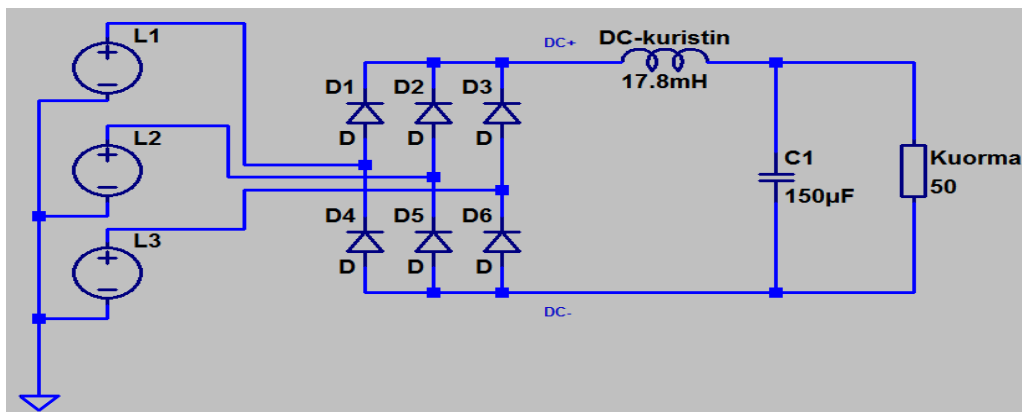 L1
L2
L3
D1 D2 D3
D D D
D4 D5 D6
D D D
DC+
DC-
DC-kuristin
17.8mH
C1
150µF
Kuorma
50